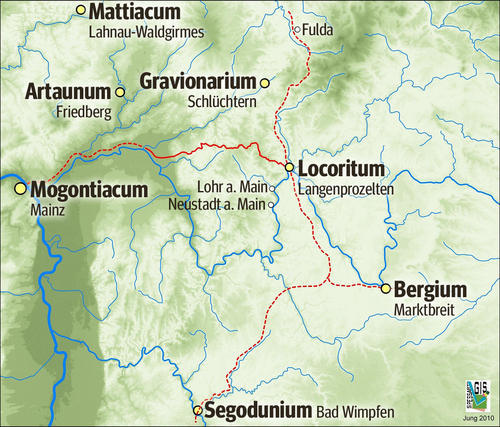 Mattiacum
Lahnau-Waldgirmes
Fulda
Gravionarium
Schlüchtern
Artaunum
Friedberg
Locoritum
Langenprozelten
Lohr a. Main
Neustadt a. Main
Mogontiacum
Mainz
Bergium
Marktbreit
Segodunium Bad Wimpfen
GIS
Jung 2010